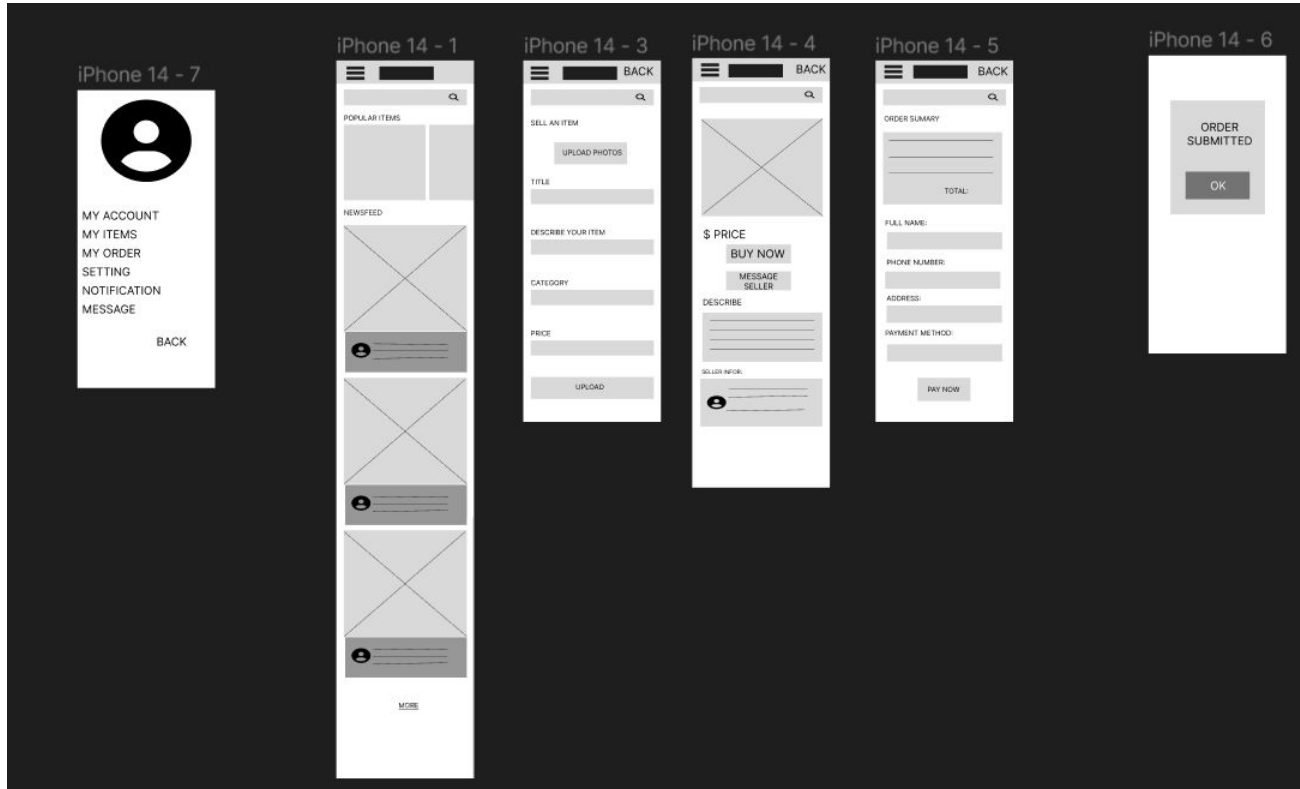 iPhone 14 - 7
MY ACCOUNT
MY ITEMS
MY ORDER
SETTING
NOTIFICATION
MESSAGE
BACK
iPhone 14 - 1
POPULAR ITEMS
NEWSFEED
MORE
iPhone 14 - 3
BACK
SELL AN ITEM
UPLOAD PHOTOS
TITLE
DESCRIBE YOUR ITEM
CATEGORY
PRICE
UPLOAD
iPhone 14 - 4
BACK
$ PRICE
BUY NOW
MESSAGE
SELLER
DESCRIBE
SELLER INFOR:
iPhone 14 - 5
BACK
ORDER SUMARY
TOTAL:
FULL NAME:
PHONE NUMBER:
ADDRESS:
PAYMENT METHOD:
PAY NOW
iPhone 14 - 6
ORDER
SUBMITTED
OK